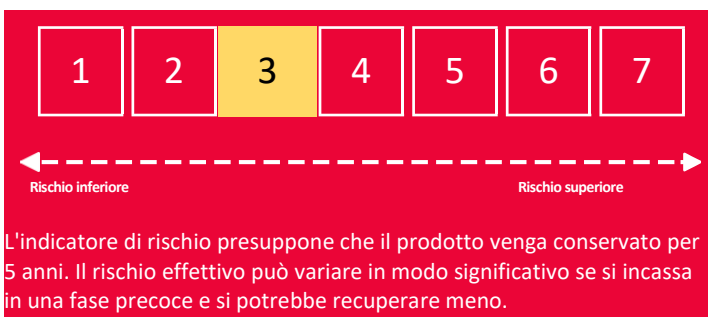 1 2 3 4 5 6 7
Rischio inferiore Rischio superiore
L'indicatore di rischio presuppone che il prodotto venga conservato per
5 anni. Il rischio effettivo può variare in modo significativo se si incassa
in una fase precoce e si potrebbe recuperare meno.